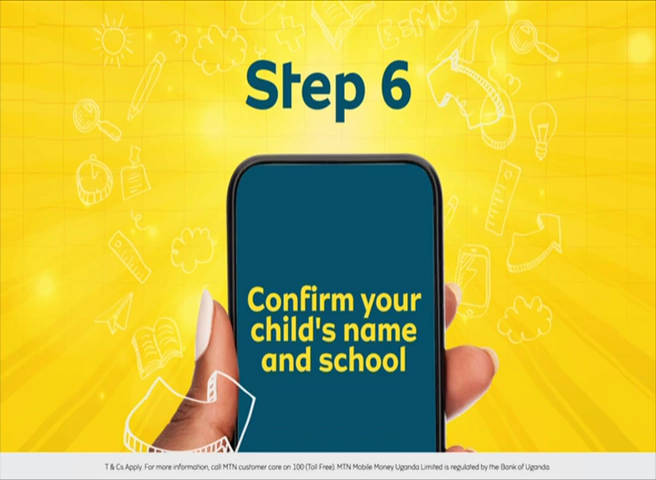 E=MC
Step 6
Confirm your
child's name
and school
T & Cs Apply. For more information, call MTN customer care on 100 (Toll Free). MTN Mobile Money Uganda Limited is regulated by the Bank of Uganda.